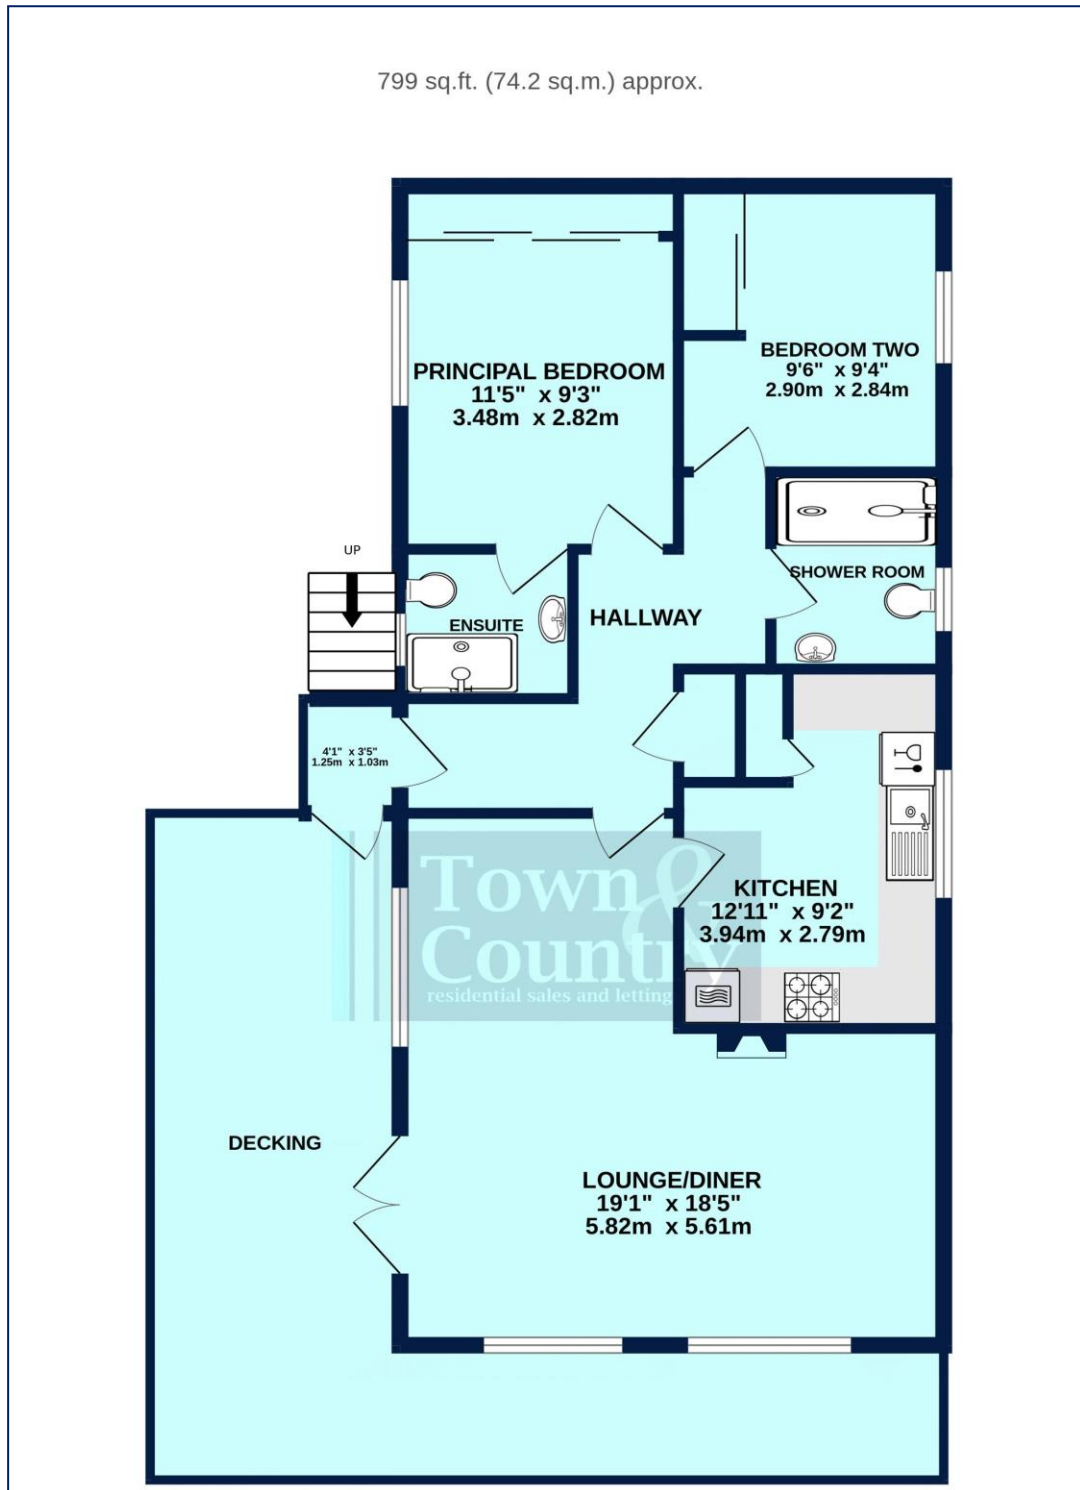 799 sq.ft. (74.2 sq.m.) approx.
PRINCIPAL BEDROOM
11'5" x 9'3"
3.48m x 2.82m
BEDROOM TWO
9'6" x 9'4"
2.90m x 2.84m
UP
ENSUITE
HALLWAY
SHOWER ROOM
4'1" x 3'5"
1.25m x 1.03m
Town &
Country
residential sales and letting
KITCHEN
12'11" x 9'2"
3.94m x 2.79m
DECKING
LOUNGE/DINER
19'1" x 18'5"
5.82m x 5.61m